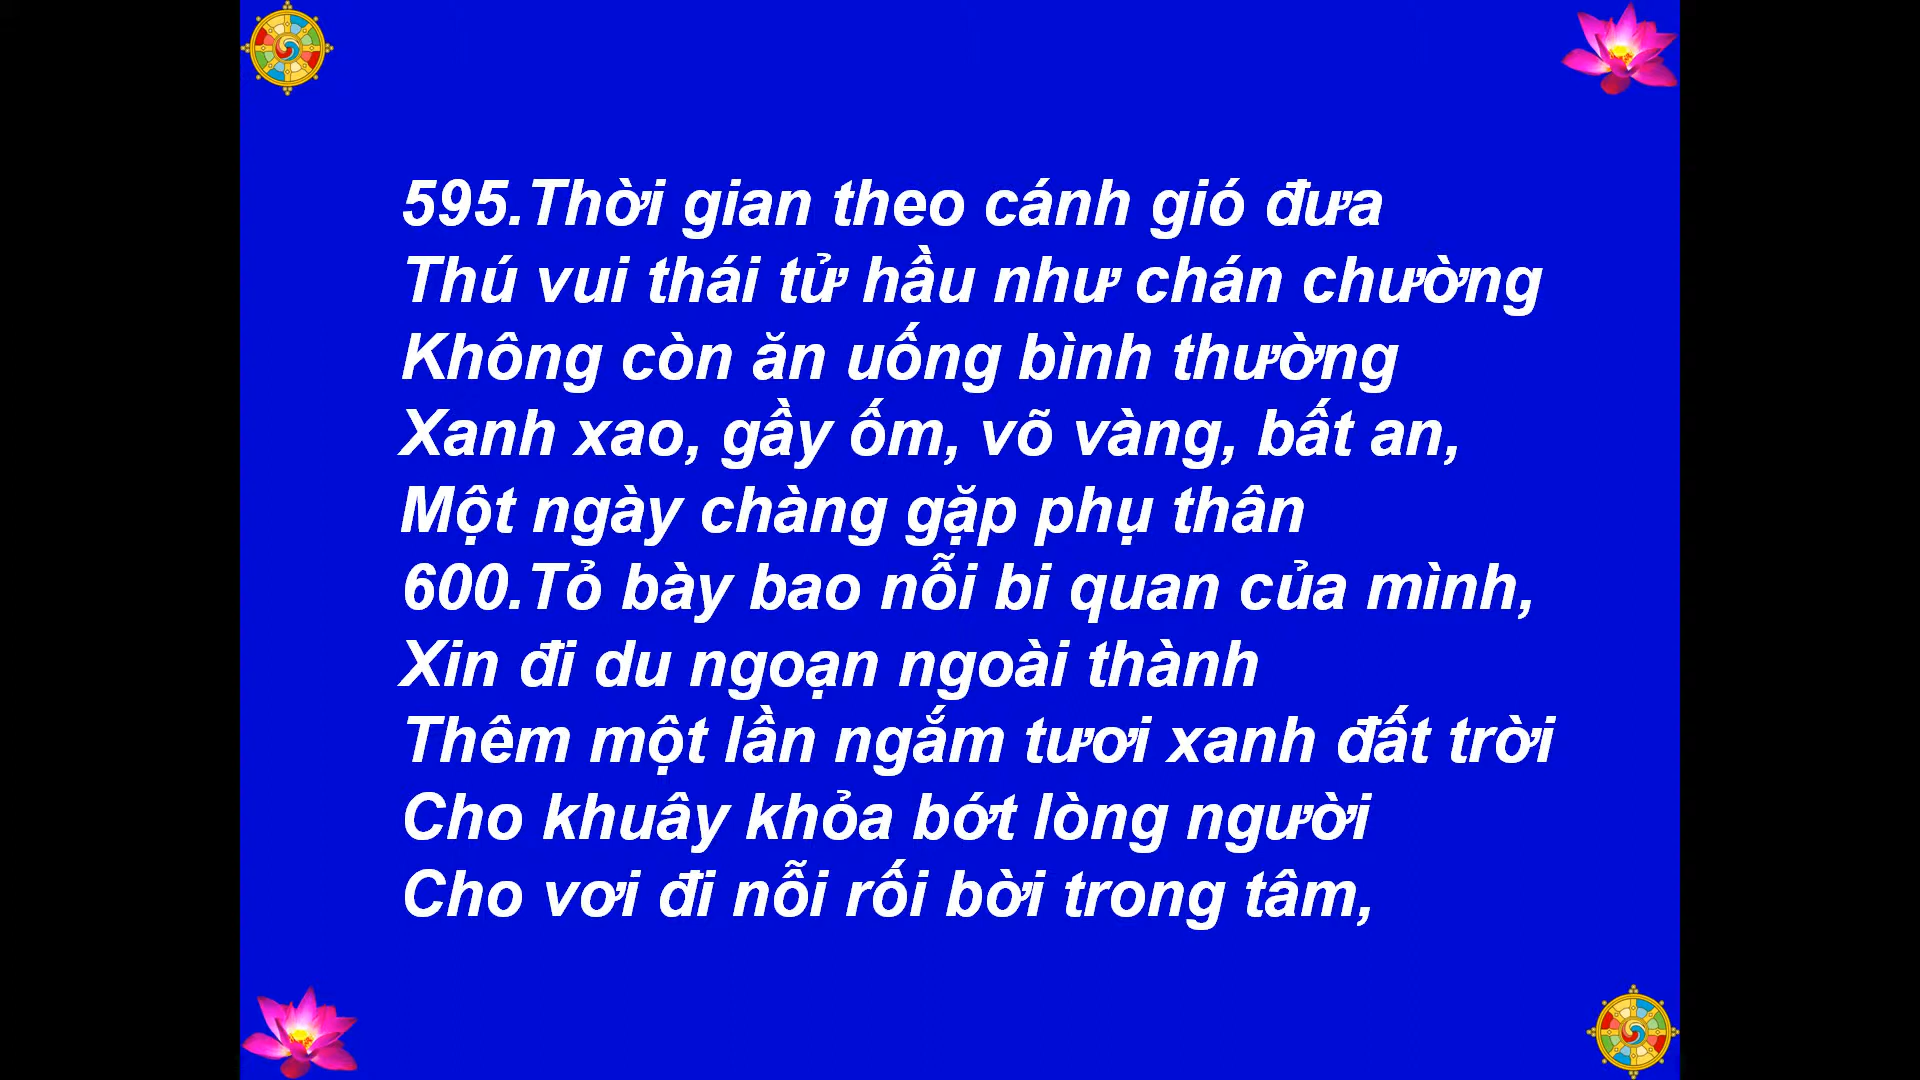 595.Thời gian theo cánh gió đưa
Thú vui thái tử hầu như chán chường
Không còn ăn uống bình thường
Xanh xao, gầy ốm, võ vàng, bất an,
Một ngày chàng gặp phụ thân
600.Tỏ bày bao nỗi bi quan của mình,
Xin đi du ngoạn ngoài thành
Thêm một lần ngắm tươi xanh đất trời
Cho khuây khỏa bớt lòng người
Cho vơi đi nỗi rối bời trong tâm,